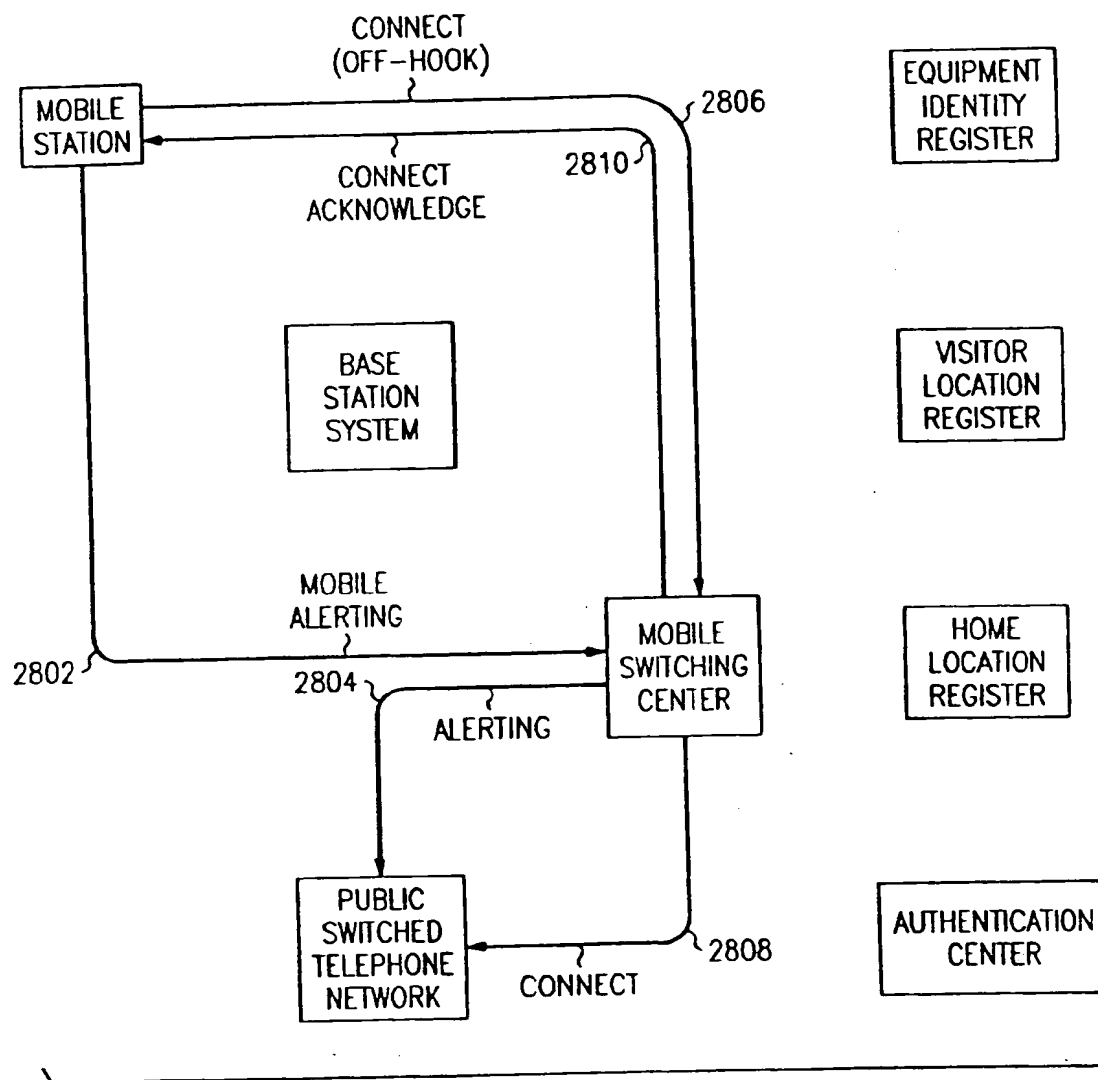 CONNECT
(OFF-HOOK)
MOBILE
STATION
2806
EQUIPMENT
IDENTITY
REGISTER
2810
CONNECT
ACKNOWLEDGE
BASE
STATION
SYSTEM
VISITOR
LOCATION
REGISTER
MOBILE
ALERTING
2802
2804
ALERTING
MOBILE
SWITCHING
CENTER
HOME
LOCATION
REGISTER
PUBLIC
SWITCHED
TELEPHONE
NETWORK
CONNECT
2808
AUTHENTICATION
CENTER